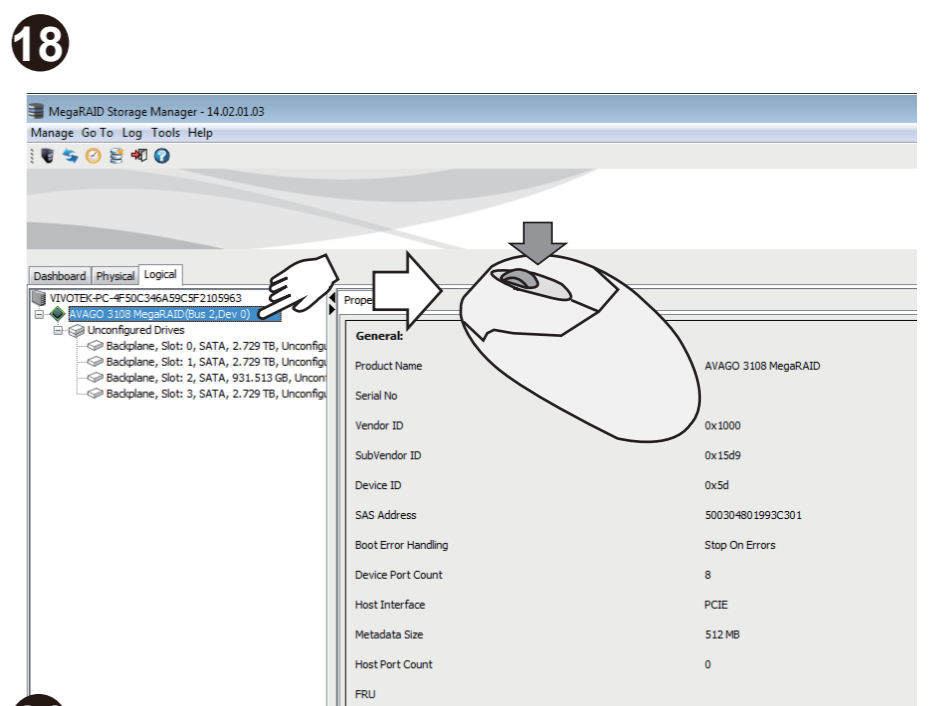 18
MegaRAID Storage Manager - 14.02.01.03
Manage Go To Log Tools Help
Dashboard Physical Logical
VIVOTEK-PC-4F50C346A59C5F2105963
AVAGO 3108 MegaRAID(Bus 2,Dev 0)
Unconfigured Drives
Backplane, Slot: 0, SATA, 2.729 TB, Unconfigu
Backplane, Slot: 1, SATA, 2.729 TB, Unconfigu
Backplane, Slot: 2, SATA, 931.513 GB, Uncon
Backplane, Slot: 3, SATA, 2.729 TB, Unconfigu
Prope
General:
Product Name AVAGO 3108 MegaRAID
Serial No
Vendor ID 0x1000
SubVendor ID 0x15d9
Device ID 0x5d
SAS Address 500304801993C301
Boot Error Handling Stop On Errors
Device Port Count 8
Host Interface PCIE
Metadata Size 512 MB
Host Port Count 0
FRU